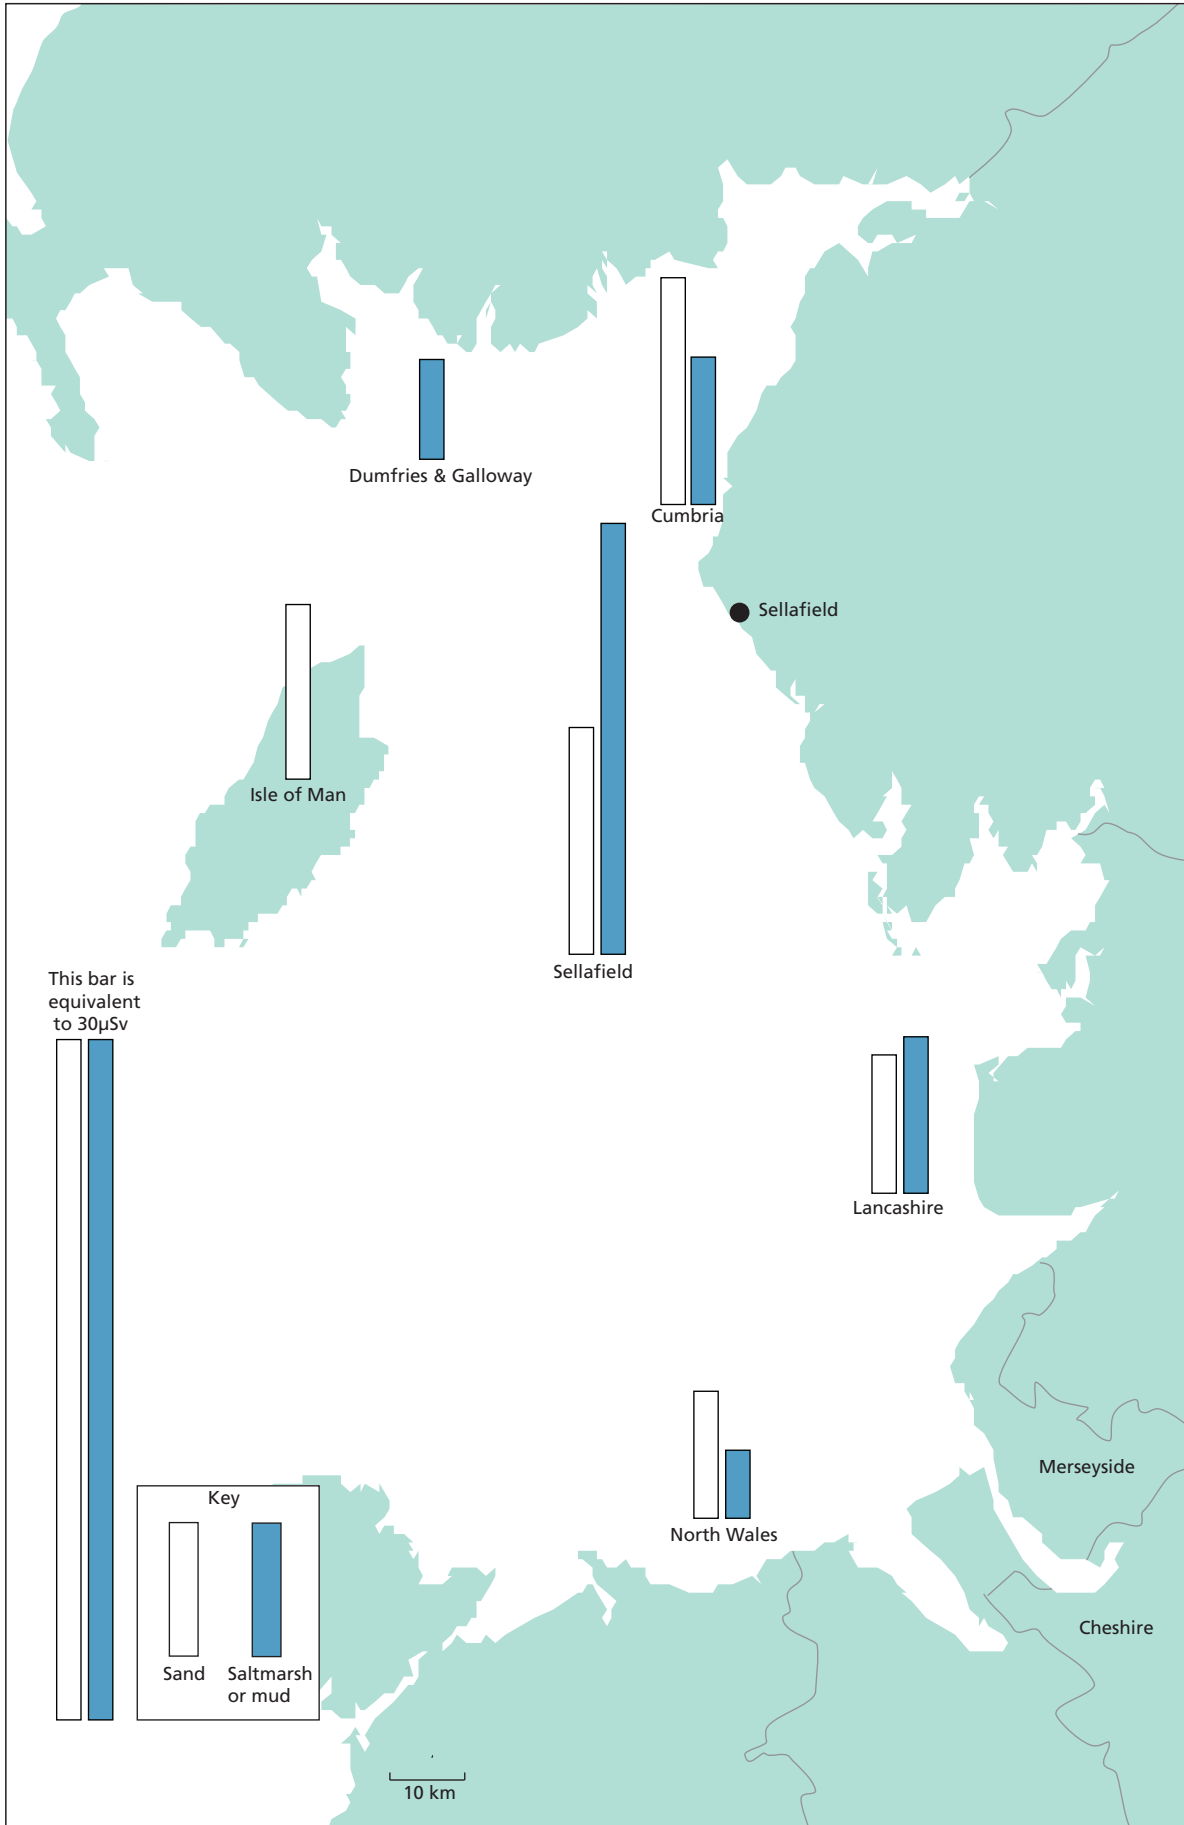 Dumfries & Galloway
Cumbria
Sellafield
Isle of Man
Sellafield
This bar is
equivalent
to 30µSv
Lancashire
Merseyside
Key
North Wales
Cheshire
Sand
Saltmarsh
or mud
10 km